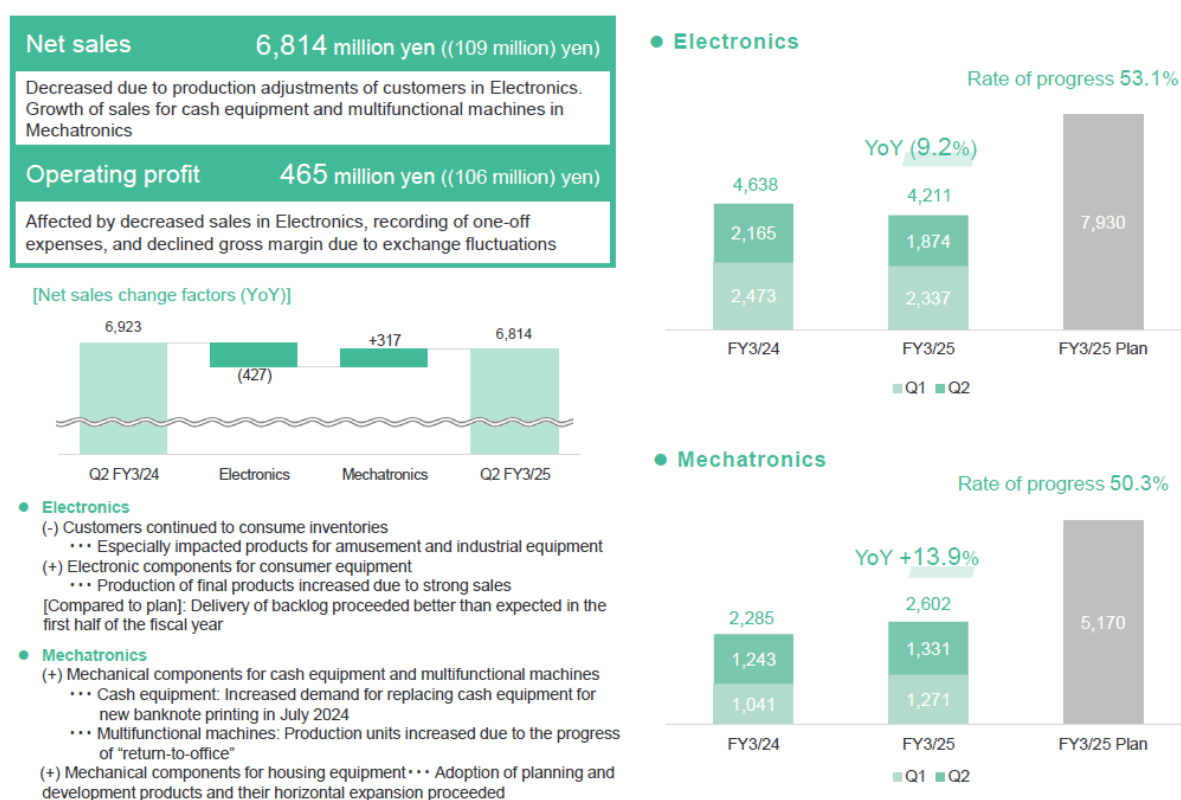 Net sales 6,814 million yen ((109 million) yen)
Decreased due to production adjustments of customers in Electronics.
Growth of sales for cash equipment and multifunctional machines in
Mechatronics
Operating profit 465 million yen ((106 million) yen)
Affected by decreased sales in Electronics, recording of one-off
expenses, and declined gross margin due to exchange fluctuations
[Net sales change factors (YoY)]
6,923
(427)
+317
6,814
Q2 FY3/24 Electronics Mechatronics Q2 FY3/25
● Electronics
(-) Customers continued to consume inventories
･･･ Especially impacted products for amusement and industrial equipment
(+) Electronic components for consumer equipment
･･･ Production of final products increased due to strong sales
[Compared to plan]: Delivery of backlog proceeded better than expected in the
first half of the fiscal year
● Mechatronics
(+) Mechanical components for cash equipment and multifunctional machines
･･･ Cash equipment: Increased demand for replacing cash equipment for
new banknote printing in July 2024
･･･ Multifunctional machines: Production units increased due to the progress
of “return-to-office”
(+) Mechanical components for housing equipment･･･ Adoption of planning and
development products and their horizontal expansion proceeded
● Electronics
Rate of progress 53.1%
YoY (9.2%)
4,638
4,211
2,165
1,874
7,930
2,473
2,337
FY3/24 FY3/25 FY3/25 Plan
■Q1 ■Q2
● Mechatronics
Rate of progress 50.3%
YoY +13.9%
2,285
2,602
1,243
1,331
5,170
1,041
1,271
FY3/24 FY3/25 FY3/25 Plan
■Q1 ■Q2